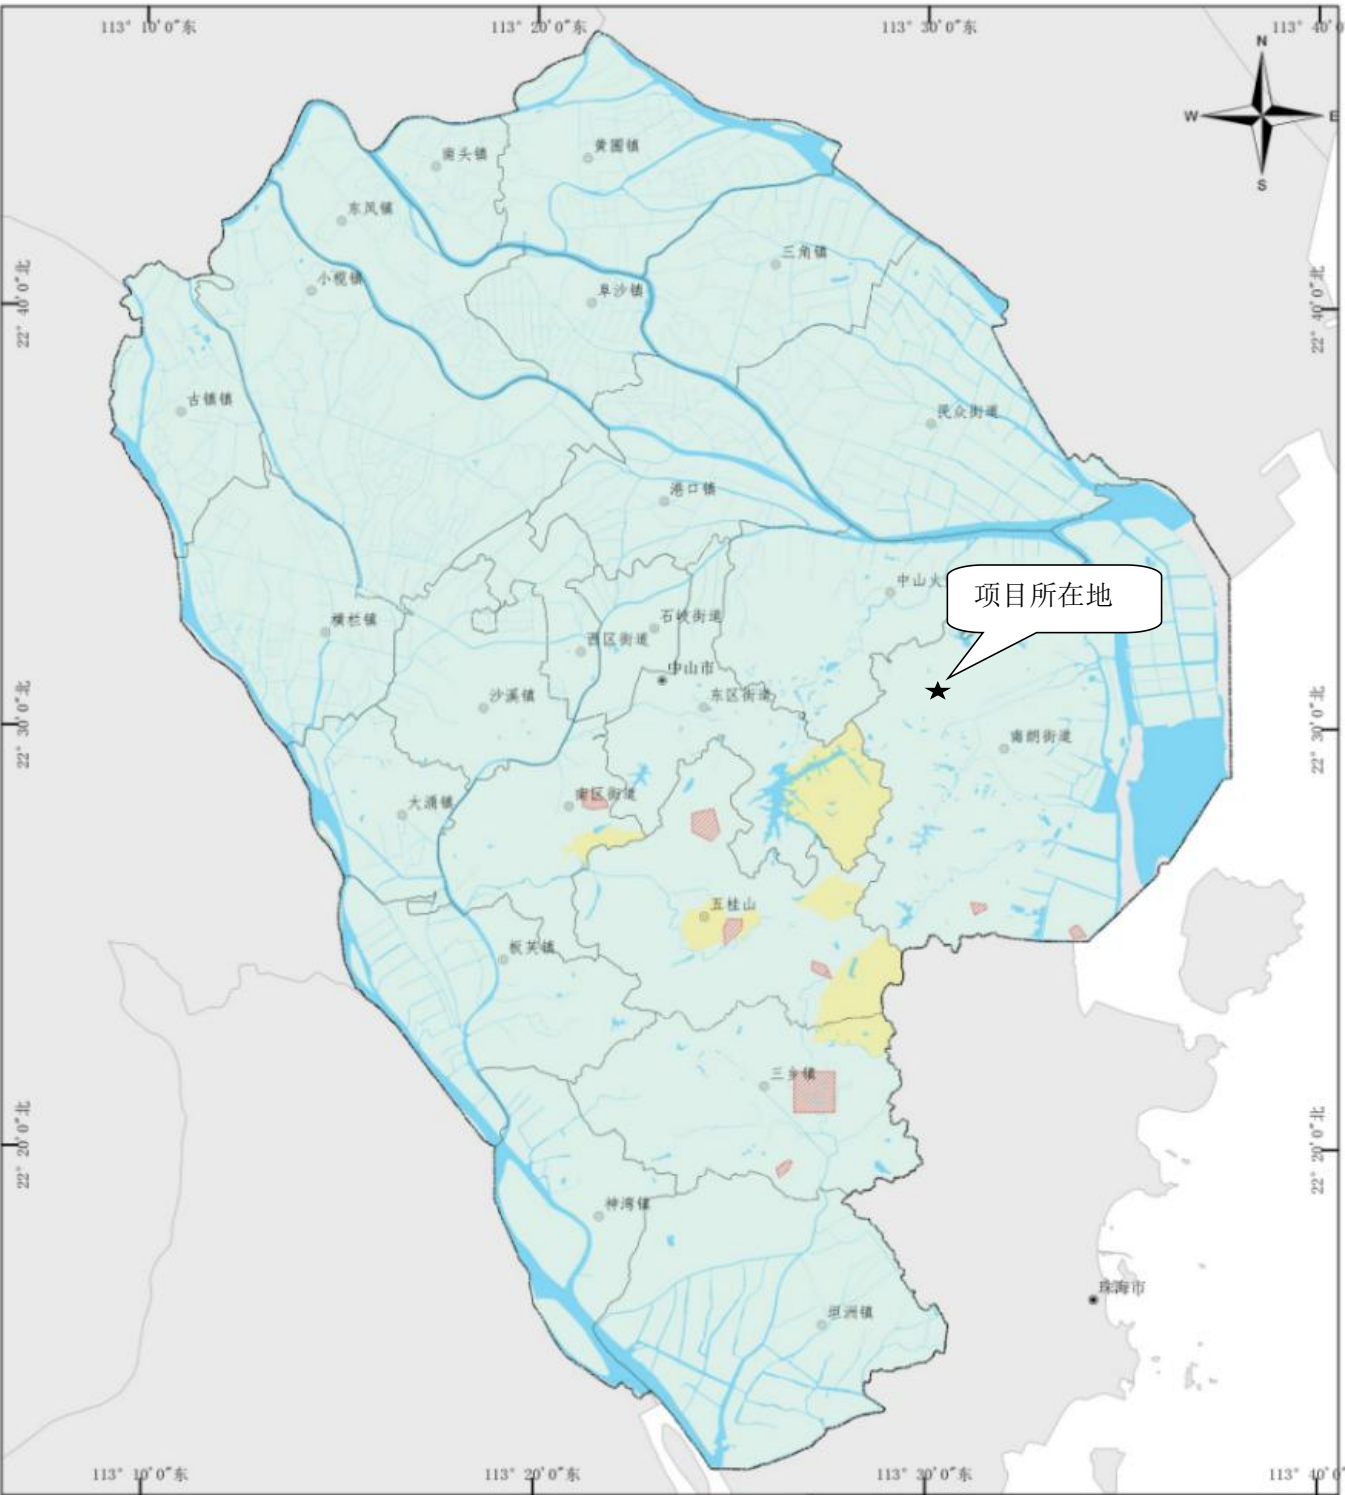 113° 10′0″东
113° 20′0″东
113° 30′0″东
113° 40′0
N
W
E
S
南头镇
黄圃镇
东凤镇
三角镇
小榄镇
阜沙镇
22° 40′0″北
22° 40′0″北
古镇镇
民众街道
港口镇
中山火
项目所在地
横栏镇
石岐街道
西区街道
中山市
沙溪镇
东区街道
22° 30′0″北
22° 30′0″北
南朗街道
大涌镇
南区街道
五桂山
板芙镇
三乡镇
22° 20′0″北
22° 20′0″北
神湾镇
珠海市
坦洲镇
113° 10′0″东
113° 20′0″东
113° 30′0″东
113° 40′0